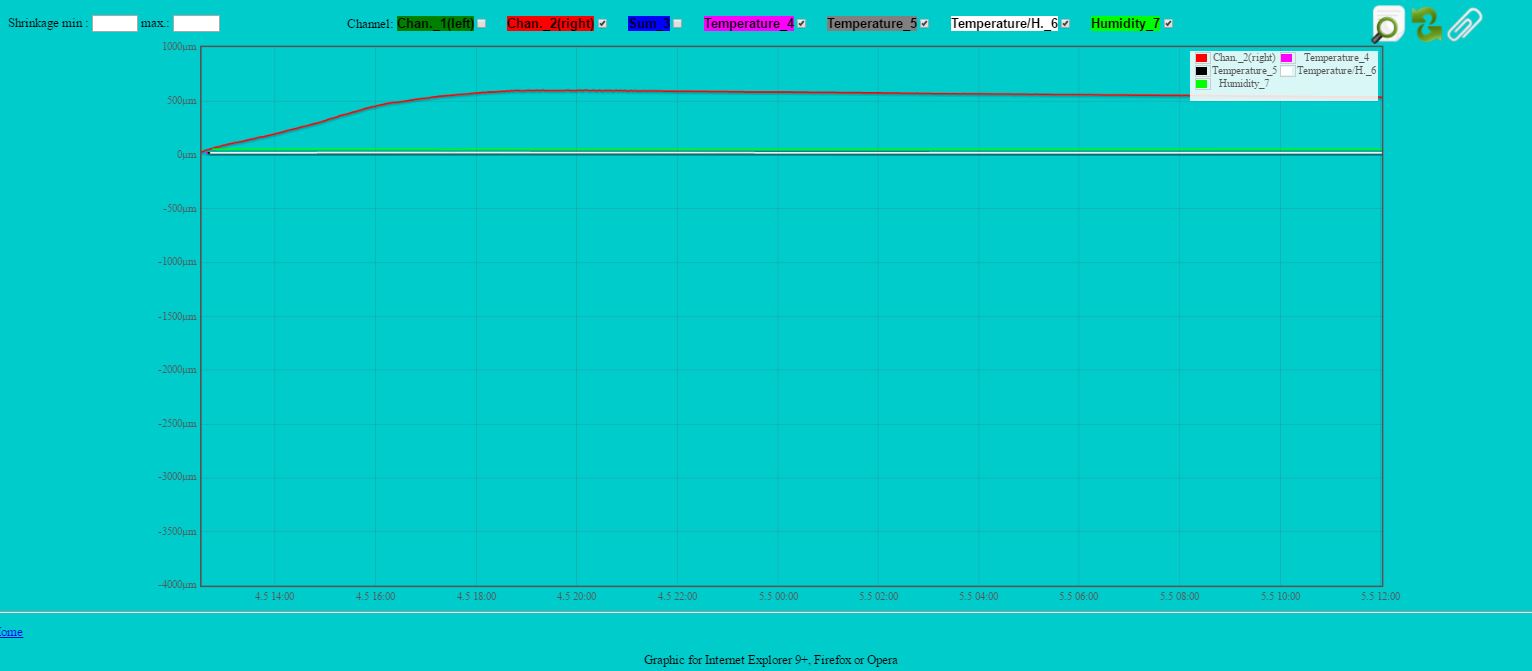 Shrinkage min : max.: Channel: Chan._1(left) Chan._2(right) Sum_3 Temperature_4 Temperature_5 Temperature/H._6 Humidity_7
1000µm
Chan._2(right) Temperature_4
Temperature_5 Temperature/H._6
Humidity_7
500µm
0µm
-500µm
-1000µm
-1500µm
-2000µm
-2500µm
-3000µm
-3500µm
-4000µm
4.5 14:00 4.5 16:00 4.5 18:00 4.5 20:00 4.5 22:00 5.5 00:00 5.5 02:00 5.5 04:00 5.5 06:00 5.5 08:00 5.5 10:00 5.5 12:00
ome
Graphic for Internet Explorer 9+, Firefox or Opera